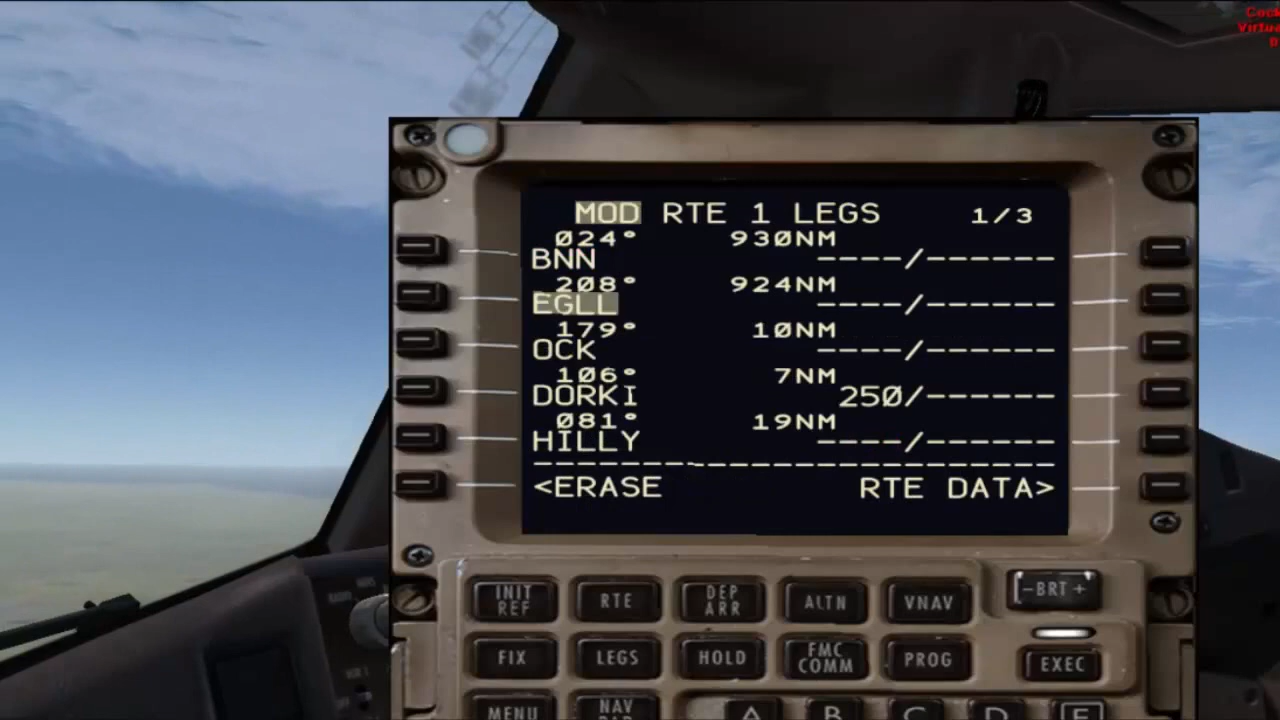 MOD RTE 1 LEGS 1/3
024° 930NM
BNN ----/------
208° 924NM
EGLL ----/------
179° 10NM
OCK ----/------
106° 7NM
DORKI 250/------
081° 19NM
HILLY ----/------
<ERASE RTE DATA>
INIT REF
RTE
DEP ARR
ALTN
VNAV
-BRT+
FIX
LEGS
HOLD
FMC COMM
PROG
EXEC
MENU
NAV
A B C D E